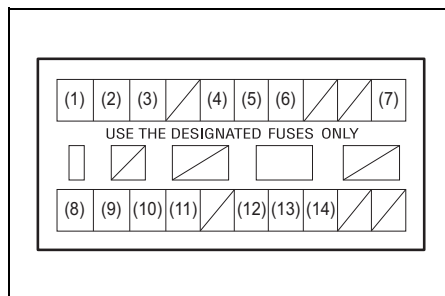 (1) (2) (3) (4) (5) (6) (7)
USE THE DESIGNATED FUSES ONLY
(8) (9) (10) (11) (12) (13) (14)